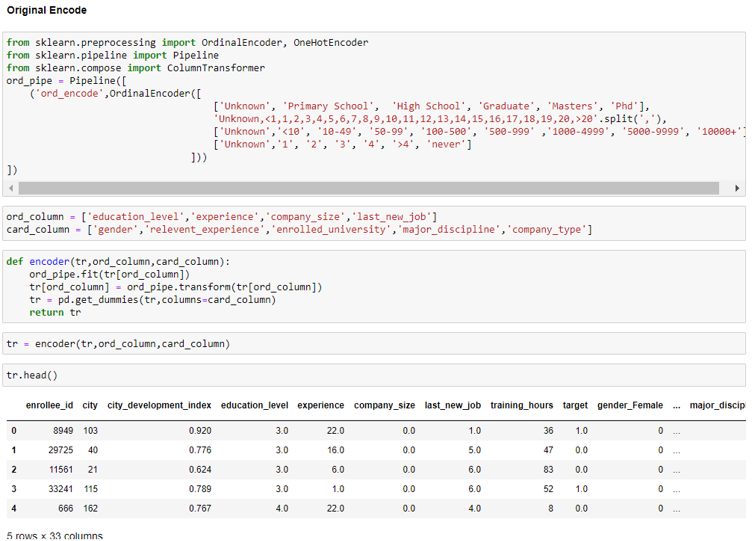 Original Encode
from sklearn.preprocessing import OrdinalEncoder, OneHotEncoder
from sklearn.pipeline import Pipeline
from sklearn.compose import ColumnTransformer
ord_pipe = Pipeline([
    ('ord_encode',OrdinalEncoder([
                                ['Unknown', 'Primary School',  'High School', 'Graduate', 'Masters', 'Phd'],
                                'Unknown,<1,1,2,3,4,5,6,7,8,9,10,11,12,13,14,15,16,17,18,19,20,>20'.split(','),
                                ['Unknown','<10', '10-49', '50-99', '100-500', '500-999' ,'1000-4999', '5000-9999', '10000+']
                                ['Unknown','1', '2', '3', '4', '>4', 'never']
                            ]))
])
ord_column = ['education_level','experience','company_size','last_new_job']
card_column = ['gender','relevent_experience','enrolled_university','major_discipline','company_type']
def encoder(tr,ord_column,card_column):
    ord_pipe.fit(tr[ord_column])
    tr[ord_column] = ord_pipe.transform(tr[ord_column])
    tr = pd.get_dummies(tr,columns=card_column)
    return tr
tr = encoder(tr,ord_column,card_column)
tr.head()
enrollee_id city city_development_index education_level experience company_size last_new_job training_hours target gender_Female ... major_discipl
0 8949 103 0.920 3.0 22.0 0.0 1.0 36 1.0 0 ...
1 29725 40 0.776 3.0 16.0 0.0 5.0 47 0.0 0 ...
2 11561 21 0.624 3.0 6.0 0.0 6.0 83 0.0 0 ...
3 33241 115 0.789 3.0 1.0 0.0 6.0 52 1.0 0 ...
4 666 162 0.767 4.0 22.0 0.0 4.0 8 0.0 0 ...
5 rows × 33 columns